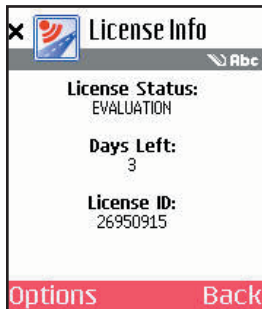 License Info
Abc
License Status:
EVALUATION
Days Left:
3
License ID:
26950915
Options Back